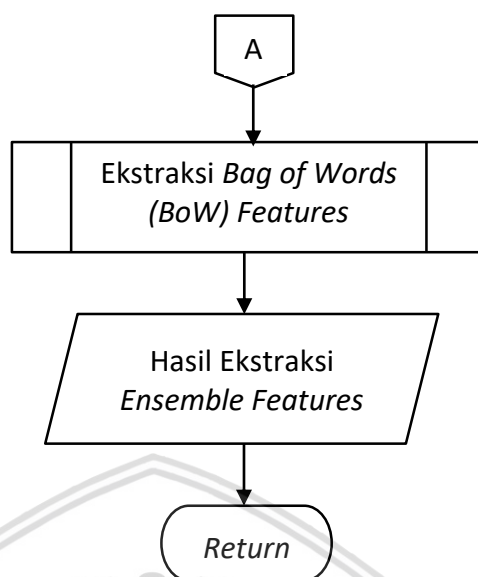 A
Ekstraksi Bag of Words
(BoW) Features
Hasil Ekstraksi
Ensemble Features
Return